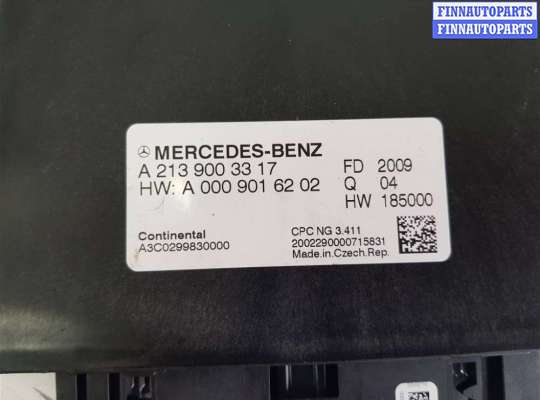 FINNAUTOPARTS
FINNAUTOPARTS
MERCEDES-BENZ
A 213 900 33 17
HW: A 000 901 62 02
FD 2009
Q 04
HW 185000
Continental
A3C0299830000
CPC NG 3.411
2002290000715831
Made.in.Czech.Rep.